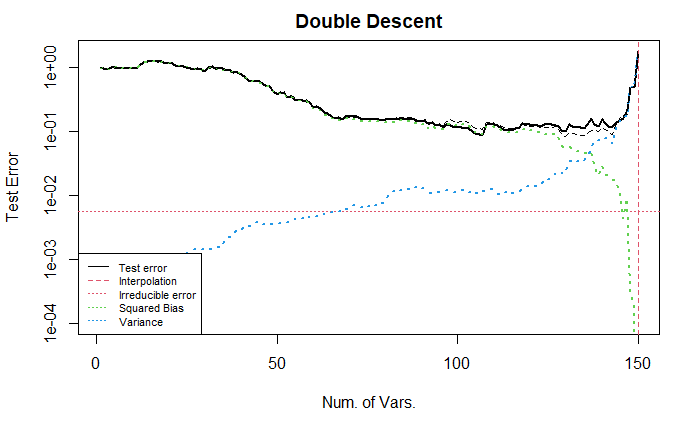 Double Descent
Test Error
1e+00
1e-01
1e-02
1e-03
1e-04
Test error
Interpolation
Irreducible error
Squared Bias
Variance
0 50 100 150
Num. of Vars.